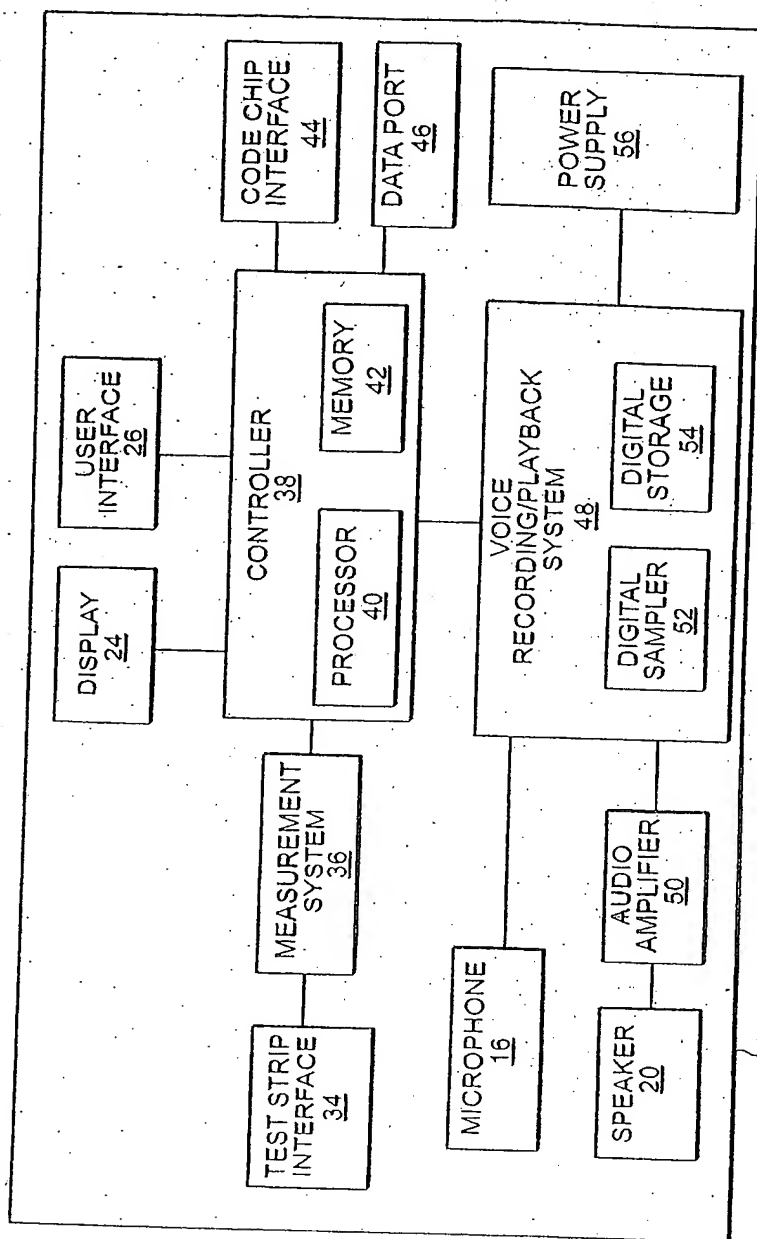 DISPLAY
24
USER
INTERFACE
26
CODE CHIP
INTERFACE
44
TEST STRIP
INTERFACE
34
MEASUREMENT
SYSTEM
36
CONTROLLER
38
PROCESSOR
40
MEMORY
42
DATA PORT
46
MICROPHONE
16
VOICE
RECORDING/PLAYBACK
SYSTEM
48
POWER
SUPPLY
56
SPEAKER
20
AUDIO
AMPLIFIER
50
DIGITAL
SAMPLER
52
DIGITAL
STORAGE
54